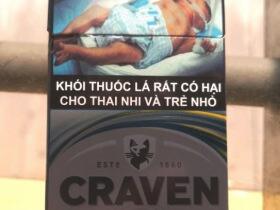 KHÓI THUỐC LÁ RẤT CÓ HẠI
CHO THAI NHI VÀ TRẺ NHỎ
ESTD 1860
CRAVEN